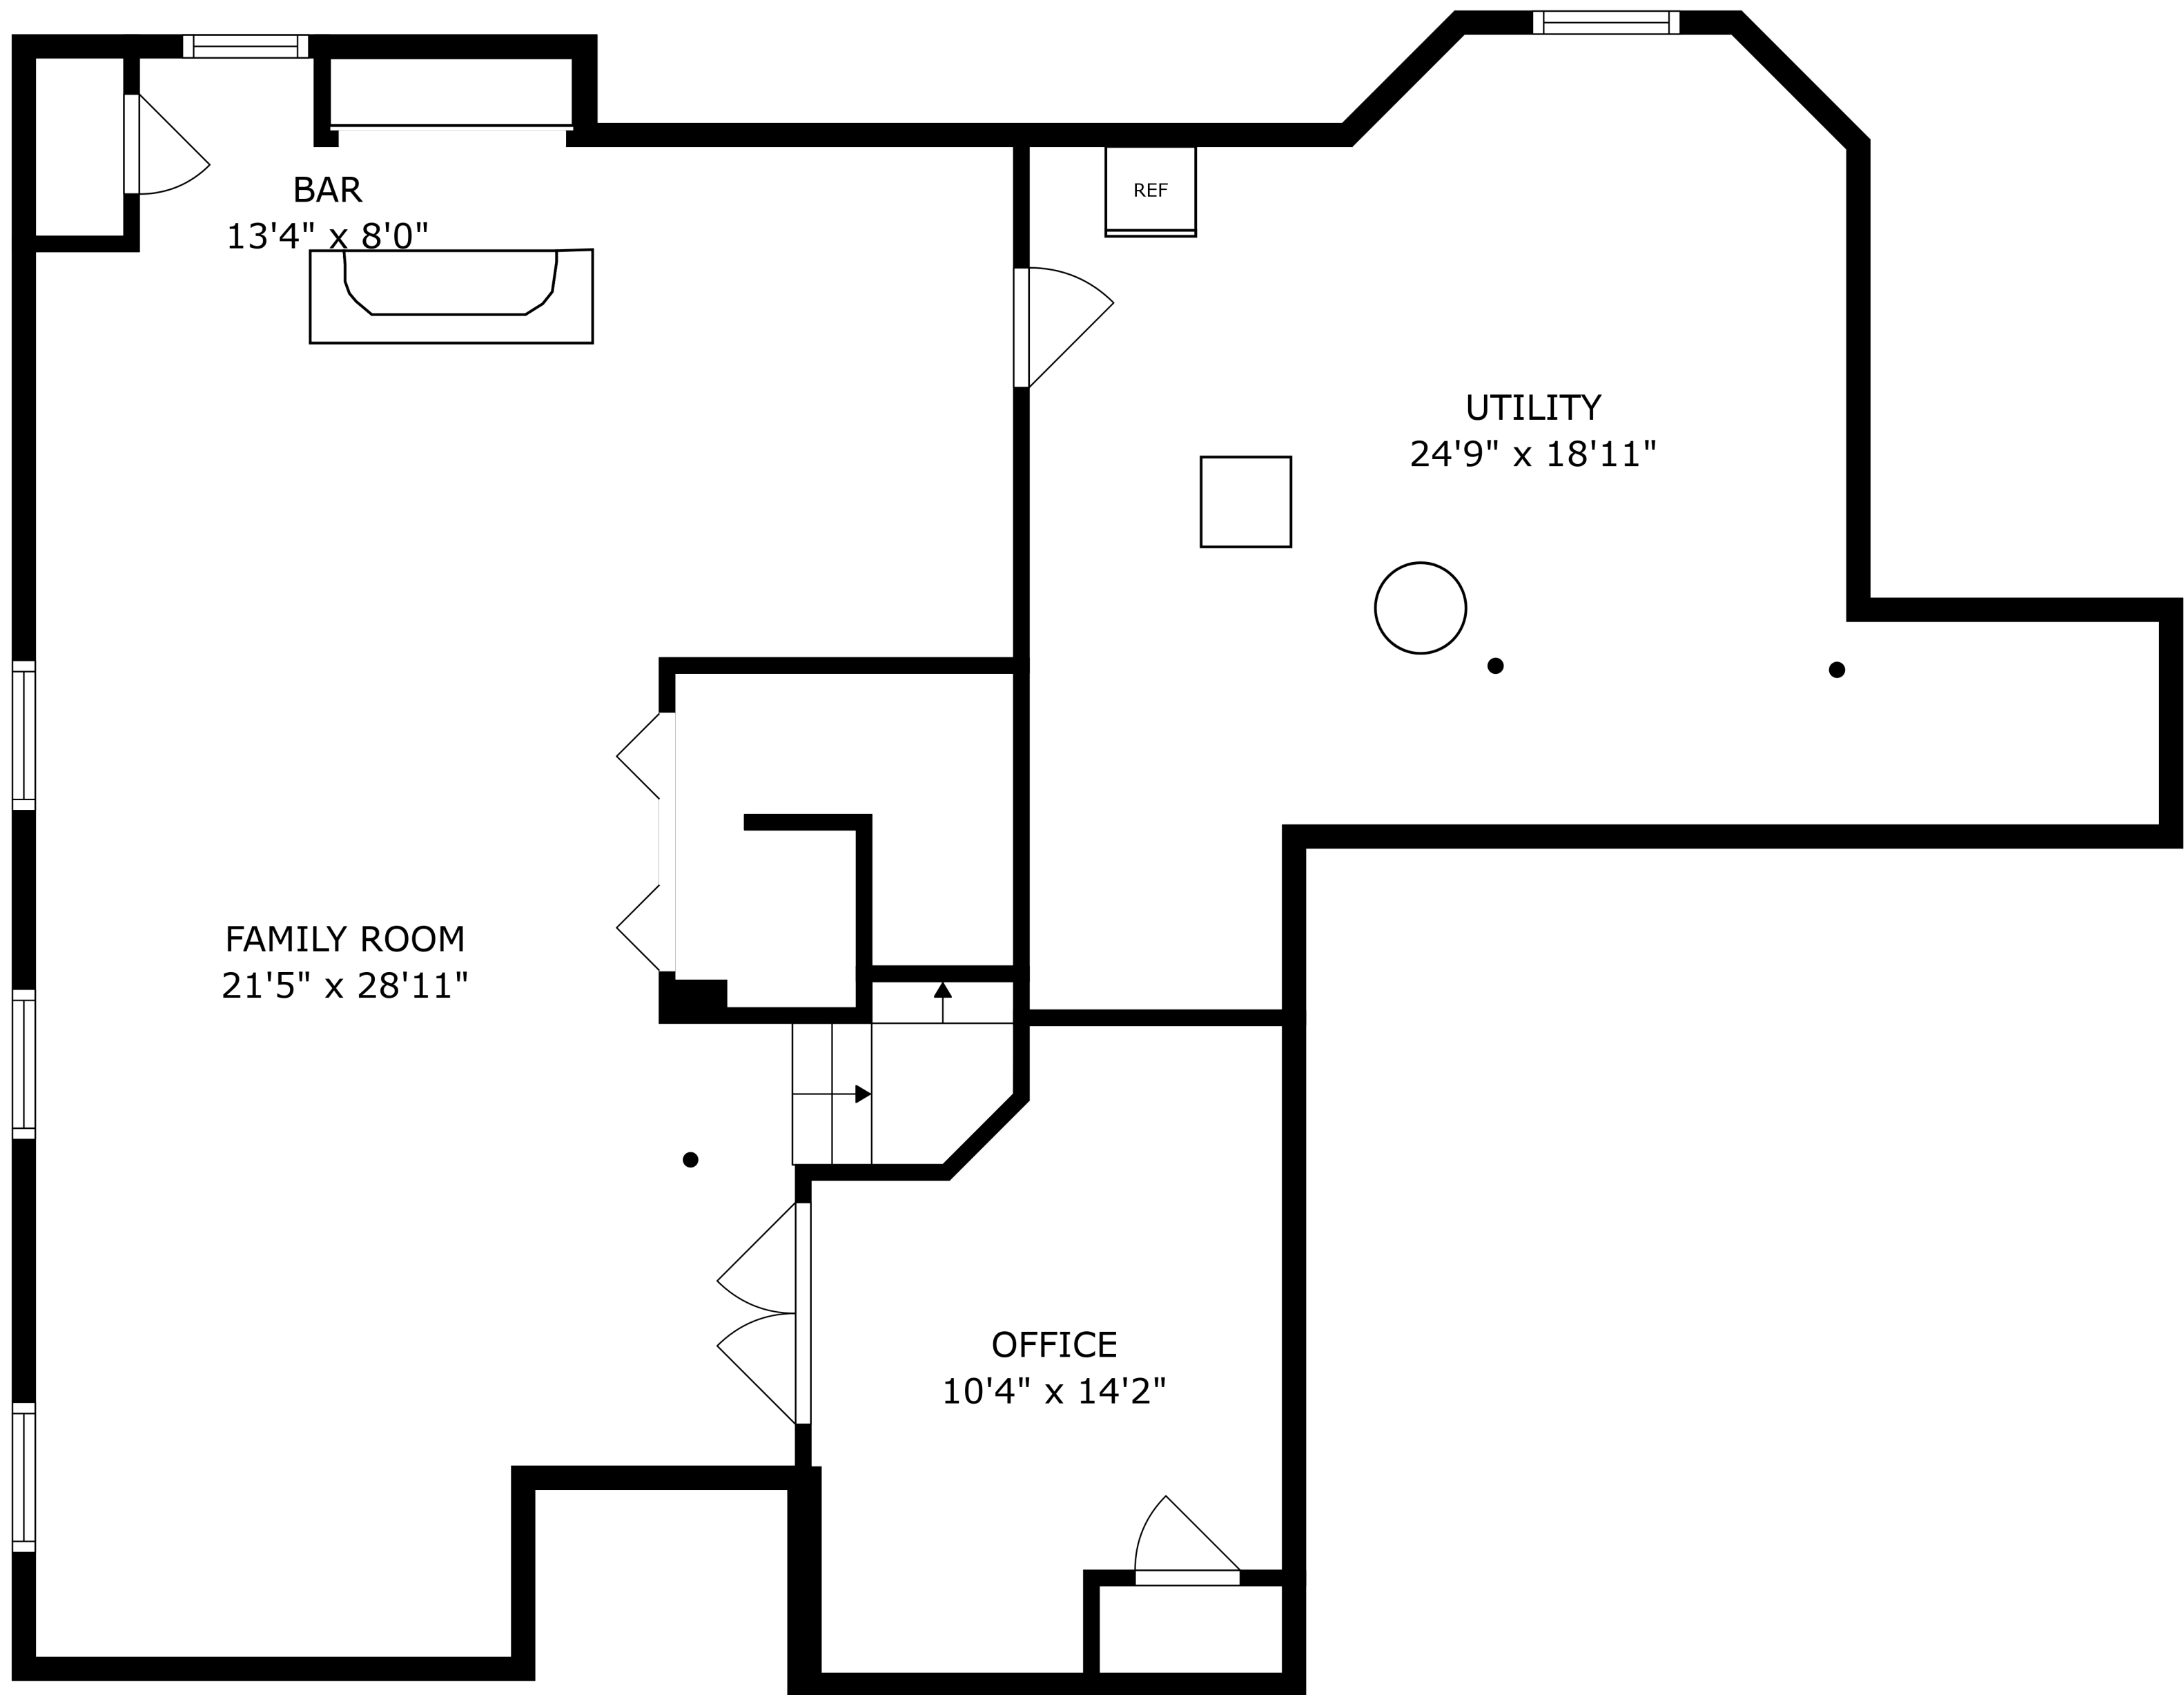 BAR
13'4" x 8'0"
REF
UTILITY
24'9" x 18'11"
FAMILY ROOM
21'5" x 28'11"
OFFICE
10'4" x 14'2"